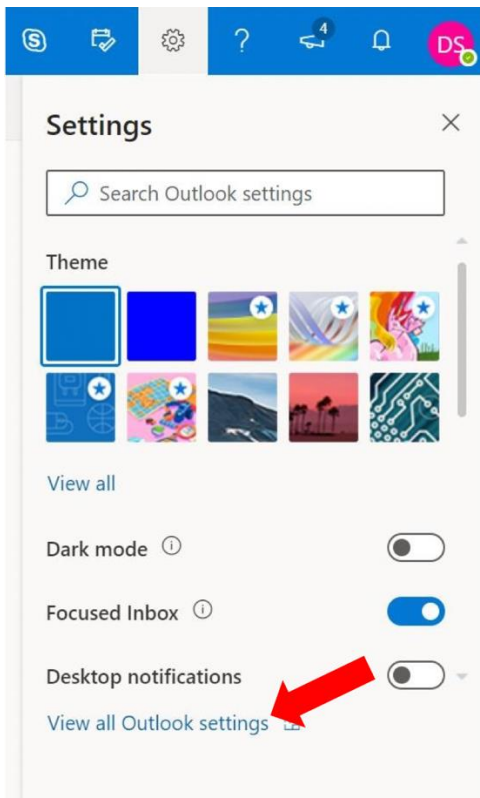 S
?
4
DS
Settings
Search Outlook settings
Theme
View all
Dark mode
Focused Inbox
Desktop notifications
View all Outlook settings